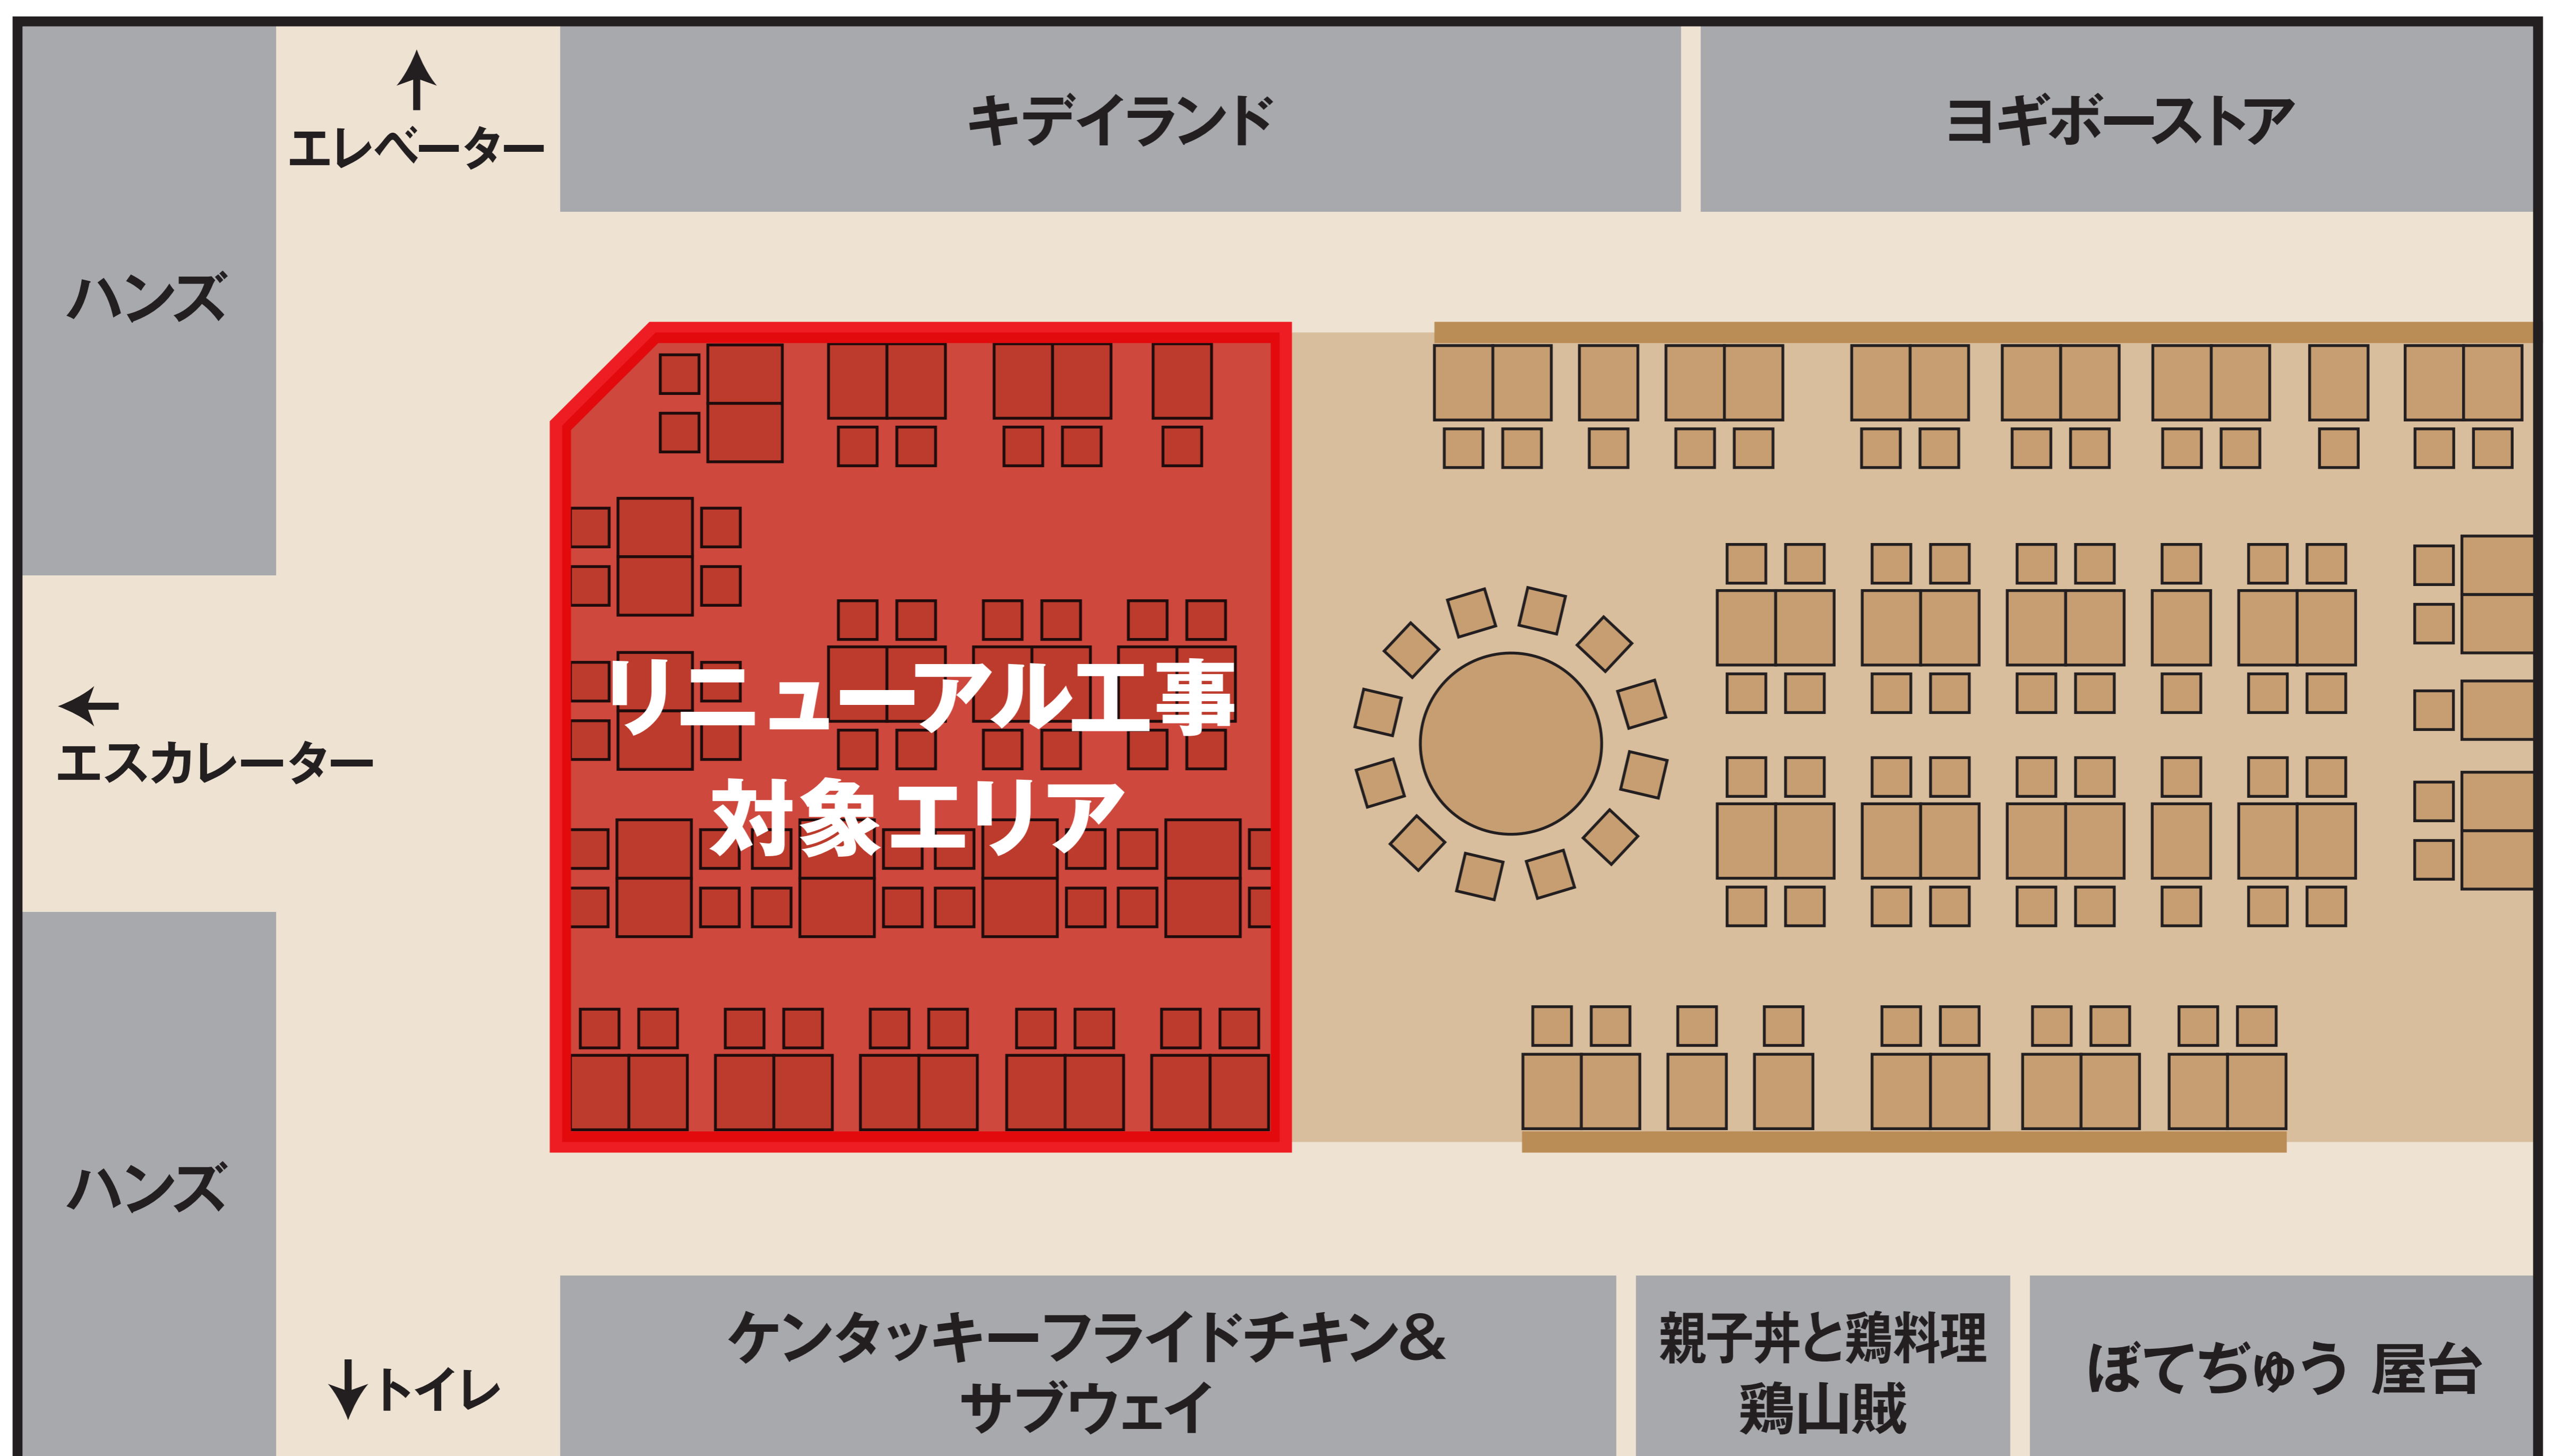 エレベーター
キデイランド
ヨギボーストア
ハンズ
エスカレーター
リニューアル工事
対象エリア
ハンズ
トイレ
ケンタッキーフライドチキン&
サブウェイ
親子丼と鶏料理
鶏山賊
ぼてぢゅう 屋台